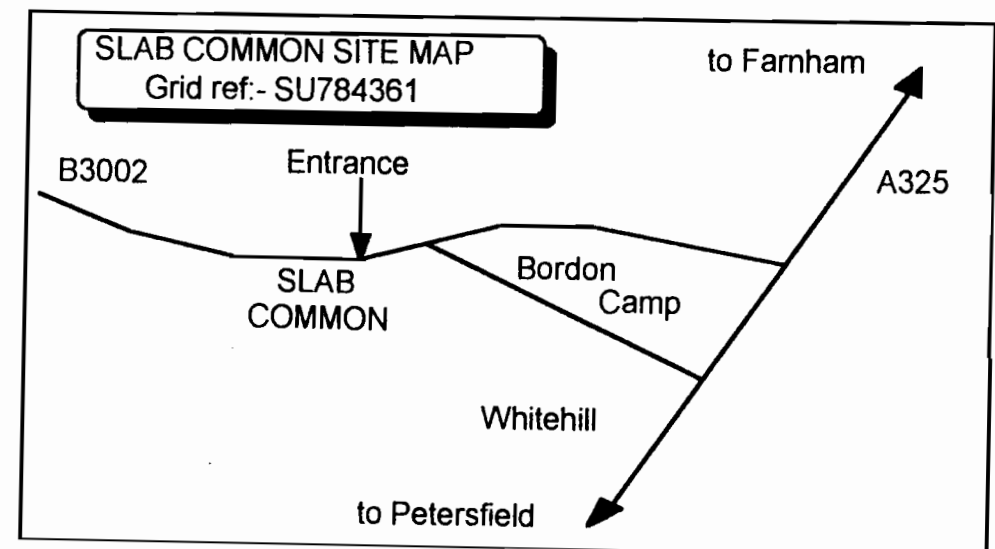 SLAB COMMON SITE MAP
Grid ref:- SU784361
to Farnham
B3002
Entrance
A325
SLAB
COMMON
Bordon
Camp
Whitehill
to Petersfield